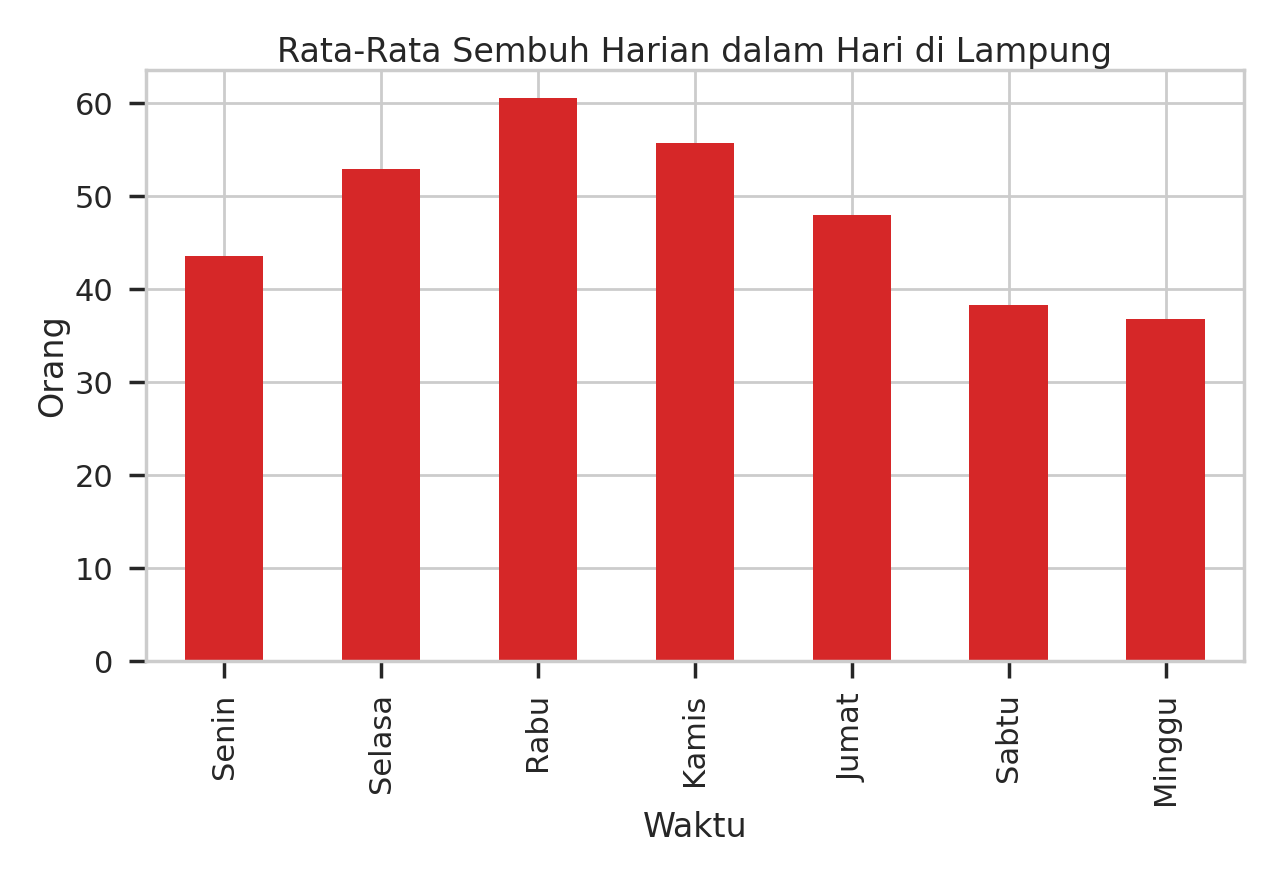 Rata-Rata Sembuh Harian dalam Hari di Lampung
60
50
40
30
20
10
0
Orang
Senin
Selasa
Rabu
Kamis
Jumat
Sabtu
Minggu
Waktu